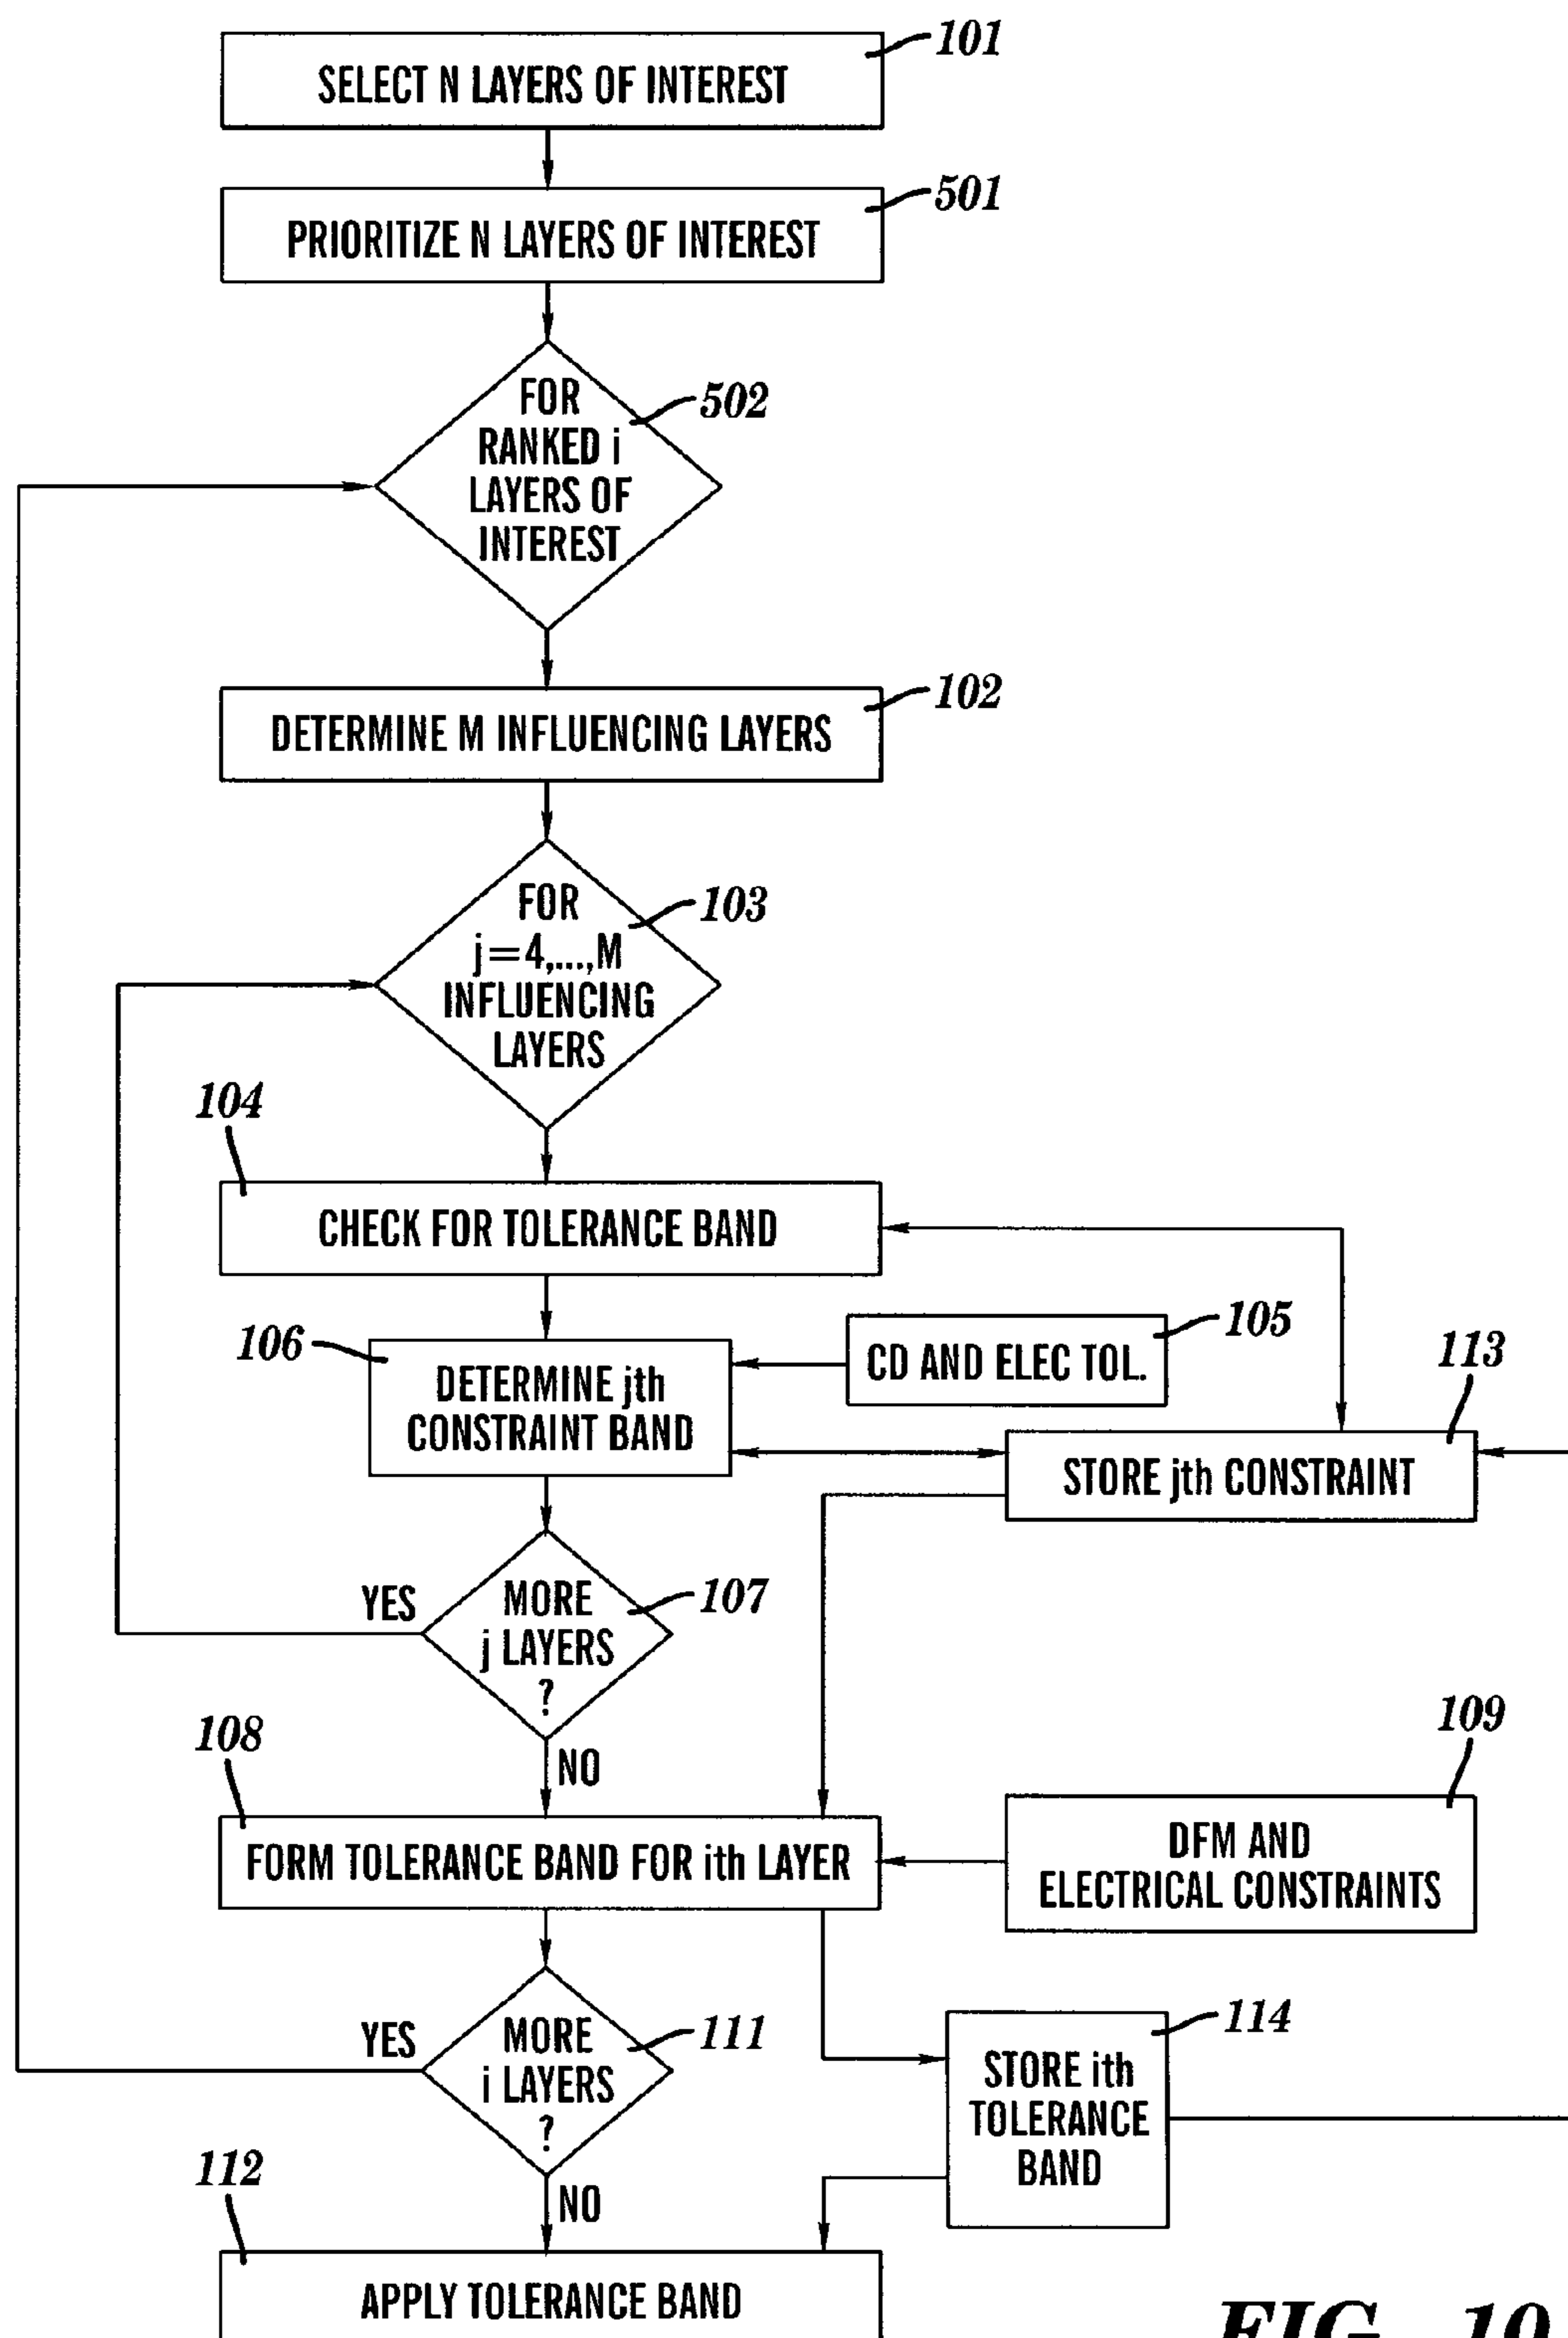 101
SELECT N LAYERS OF INTEREST
501
PRIORITIZE N LAYERS OF INTEREST
502
FOR
RANKED i
LAYERS OF
INTEREST
102
DETERMINE M INFLUENCING LAYERS
103
FOR
j=4,...,M
INFLUENCING
LAYERS
104
CHECK FOR TOLERANCE BAND
105
CD AND ELEC TOL.
106
DETERMINE jth
CONSTRAINT BAND
113
STORE jth CONSTRAINT
107
MORE
j LAYERS
?
YES
NO
108
FORM TOLERANCE BAND FOR ith LAYER
109
DFM AND
ELECTRICAL CONSTRAINTS
111
MORE
i LAYERS
?
YES
NO
114
STORE ith
TOLERANCE
BAND
112
APPLY TOLERANCE BAND
FIG. 10